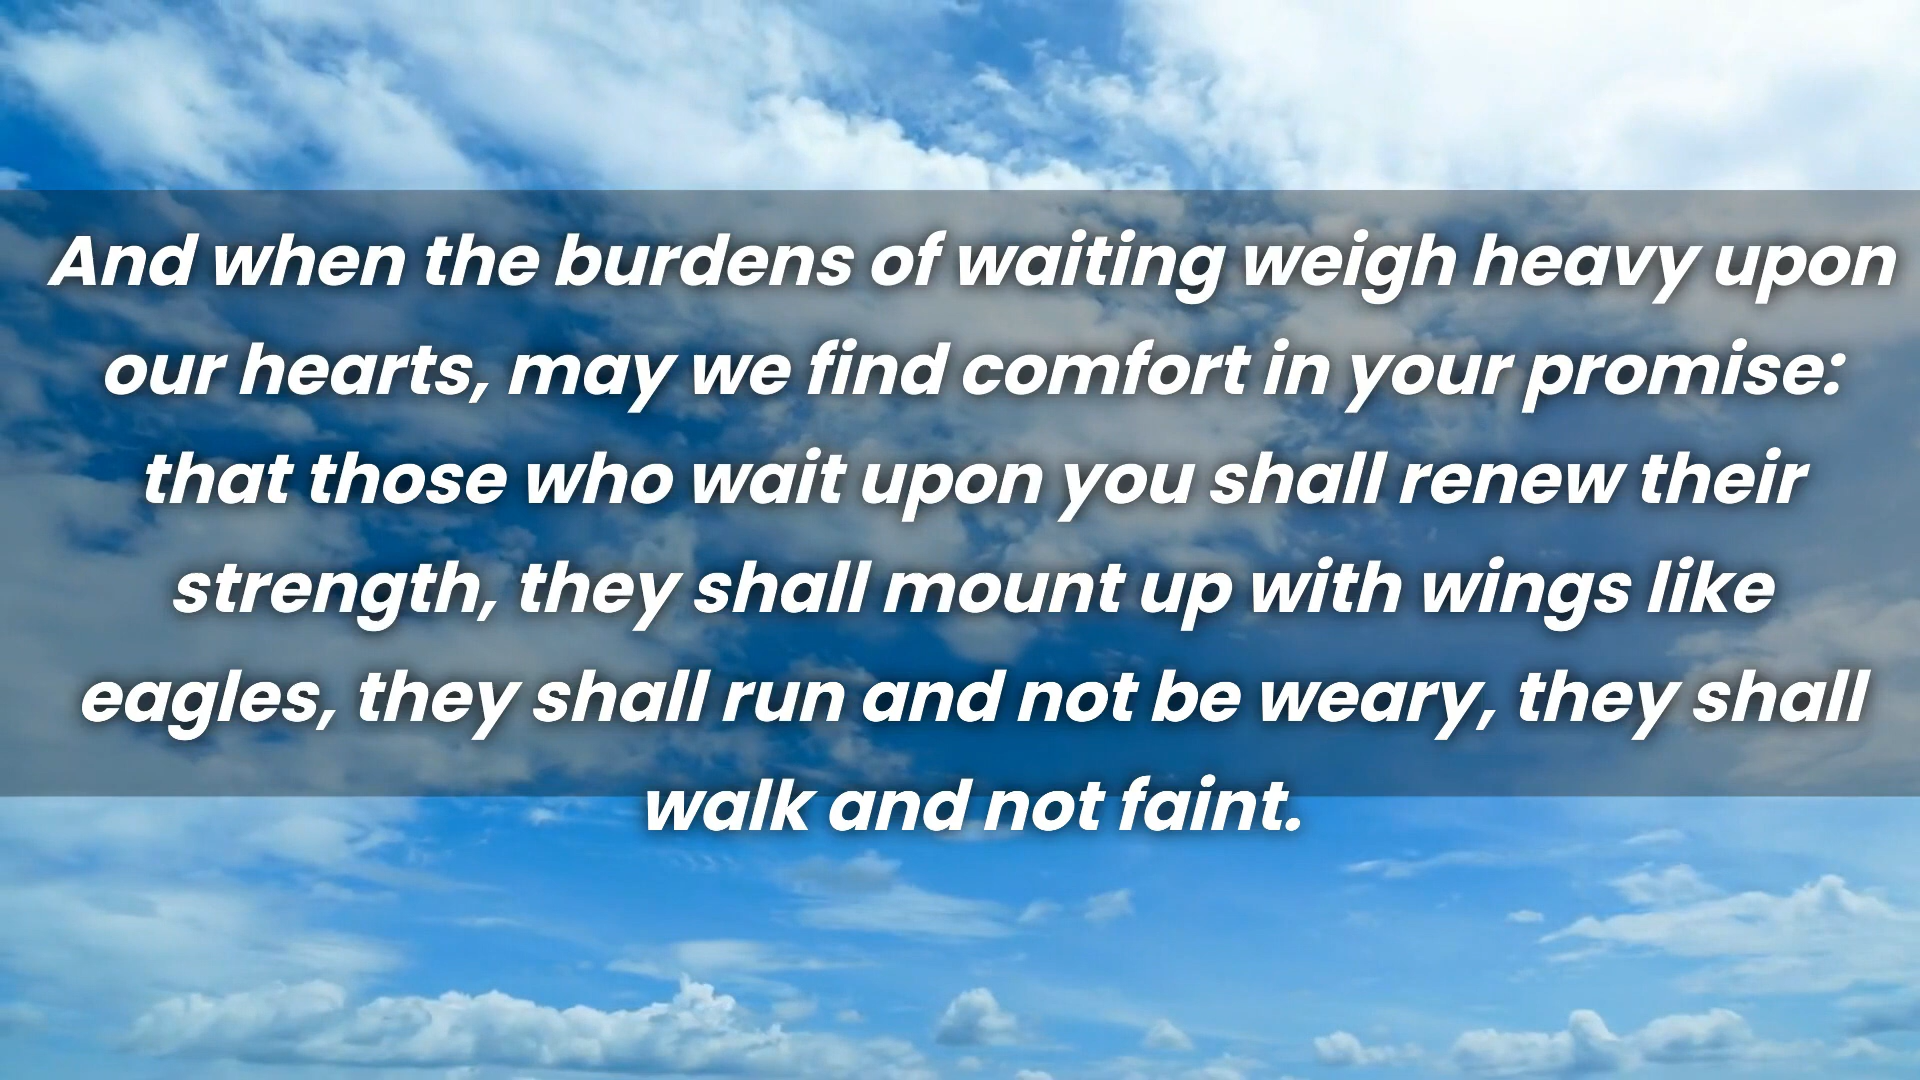 And when the burdens of waiting weigh heavy upon
our hearts, may we find comfort in your promise:
that those who wait upon you shall renew their
strength, they shall mount up with wings like
eagles, they shall run and not be weary, they shall
walk and not faint.